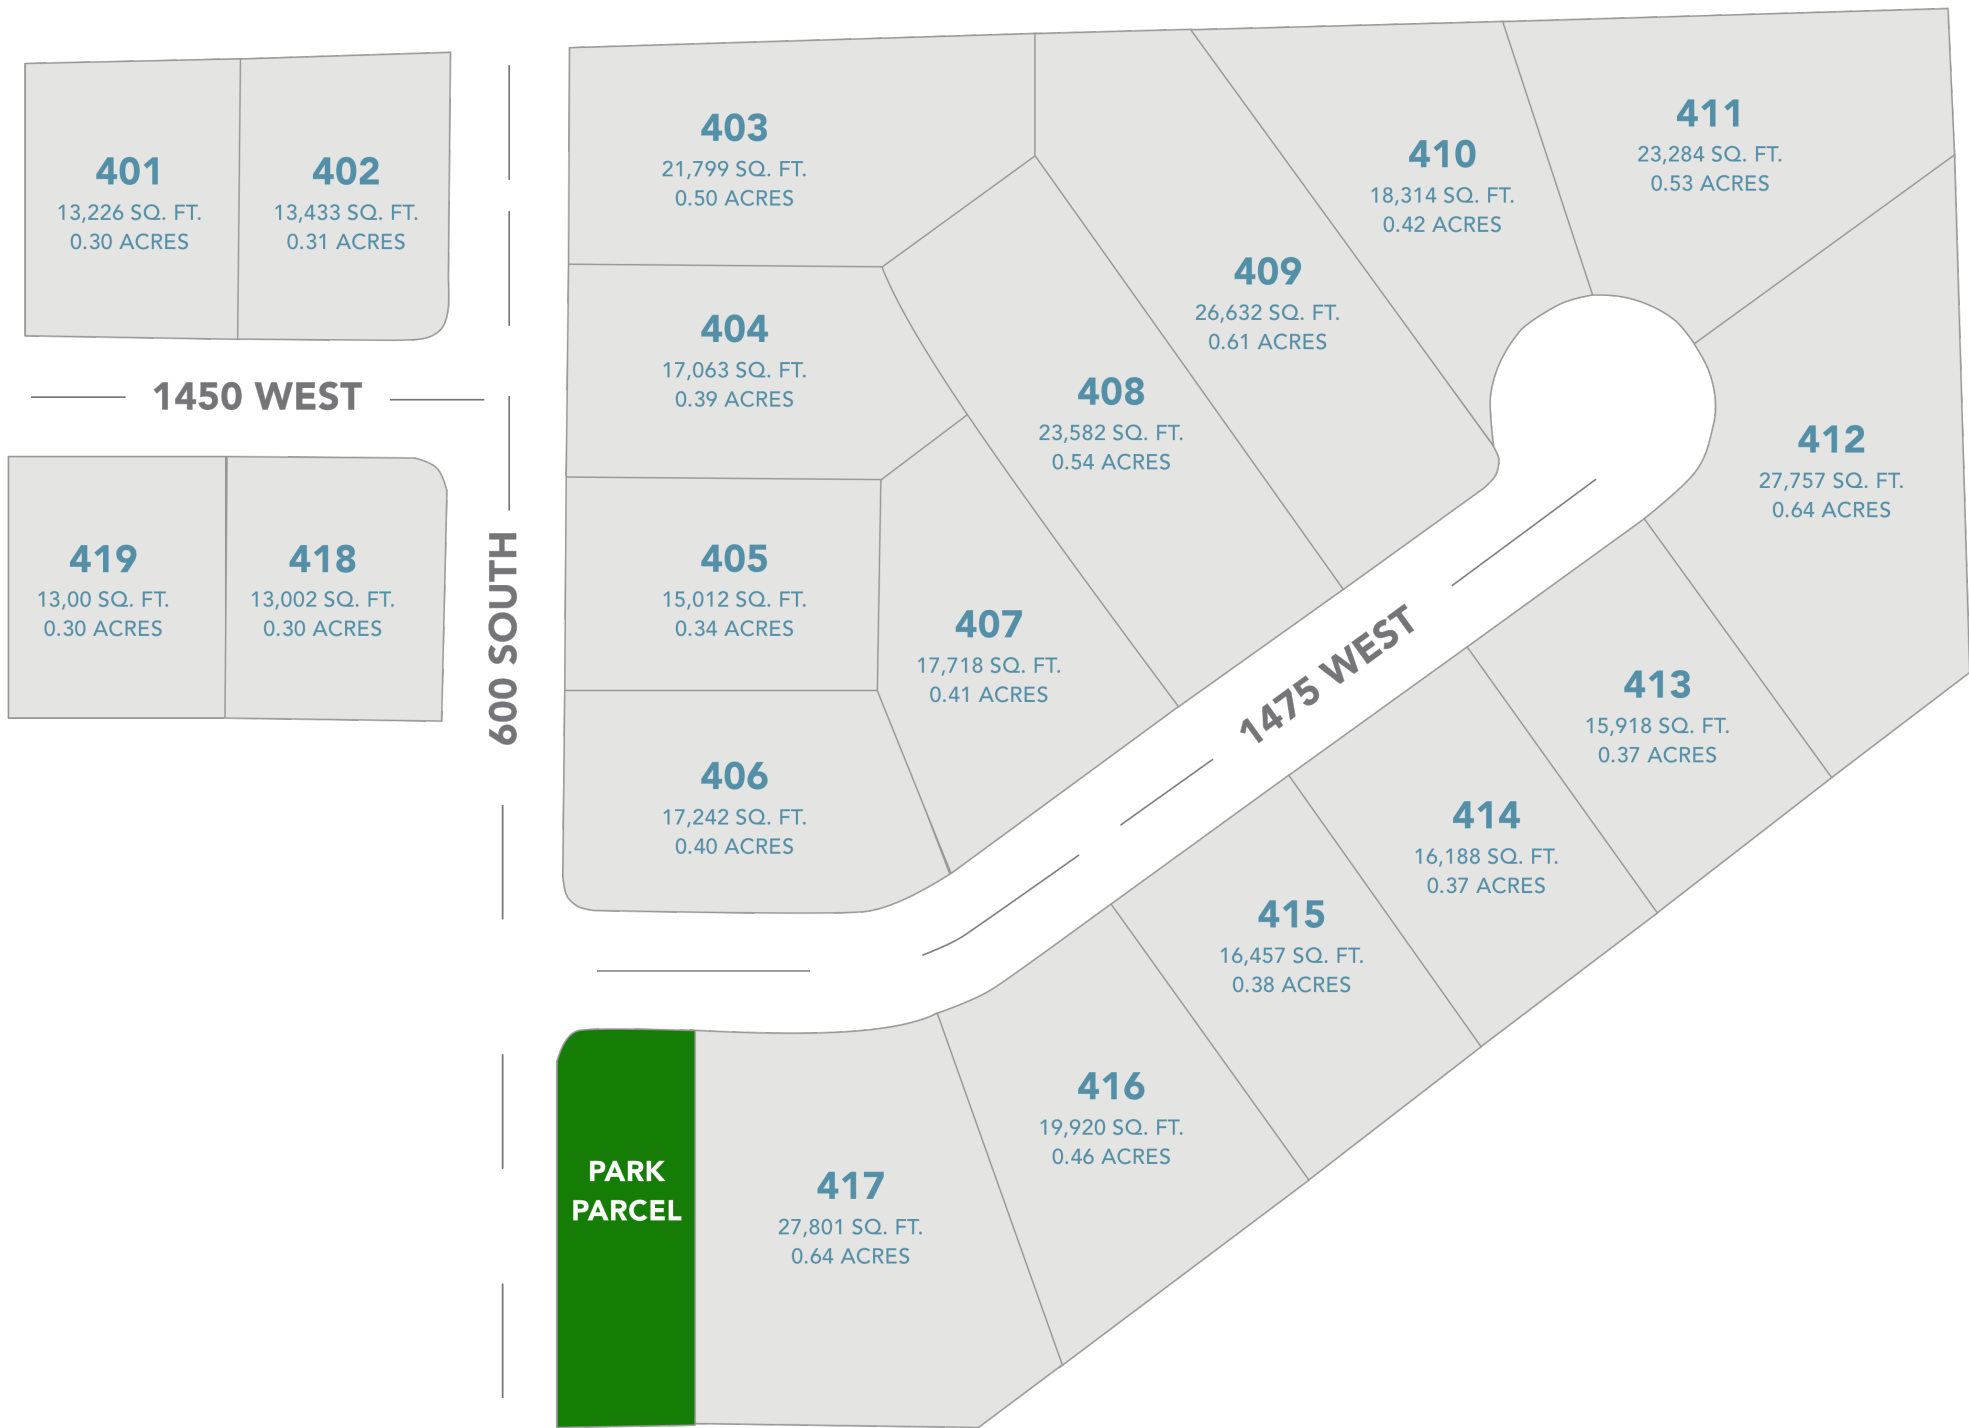 401
13,226 SQ. FT.
0.30 ACRES
402
13,433 SQ. FT.
0.31 ACRES
403
21,799 SQ. FT.
0.50 ACRES
404
17,063 SQ. FT.
0.39 ACRES
405
15,012 SQ. FT.
0.34 ACRES
406
17,242 SQ. FT.
0.40 ACRES
407
17,718 SQ. FT.
0.41 ACRES
408
23,582 SQ. FT.
0.54 ACRES
409
26,632 SQ. FT.
0.61 ACRES
410
18,314 SQ. FT.
0.42 ACRES
411
23,284 SQ. FT.
0.53 ACRES
412
27,757 SQ. FT.
0.64 ACRES
413
15,918 SQ. FT.
0.37 ACRES
414
16,188 SQ. FT.
0.37 ACRES
415
16,457 SQ. FT.
0.38 ACRES
416
19,920 SQ. FT.
0.46 ACRES
417
27,801 SQ. FT.
0.64 ACRES
418
13,002 SQ. FT.
0.30 ACRES
419
13,00 SQ. FT.
0.30 ACRES
1450 WEST
600 SOUTH
1475 WEST
PARK
PARCEL